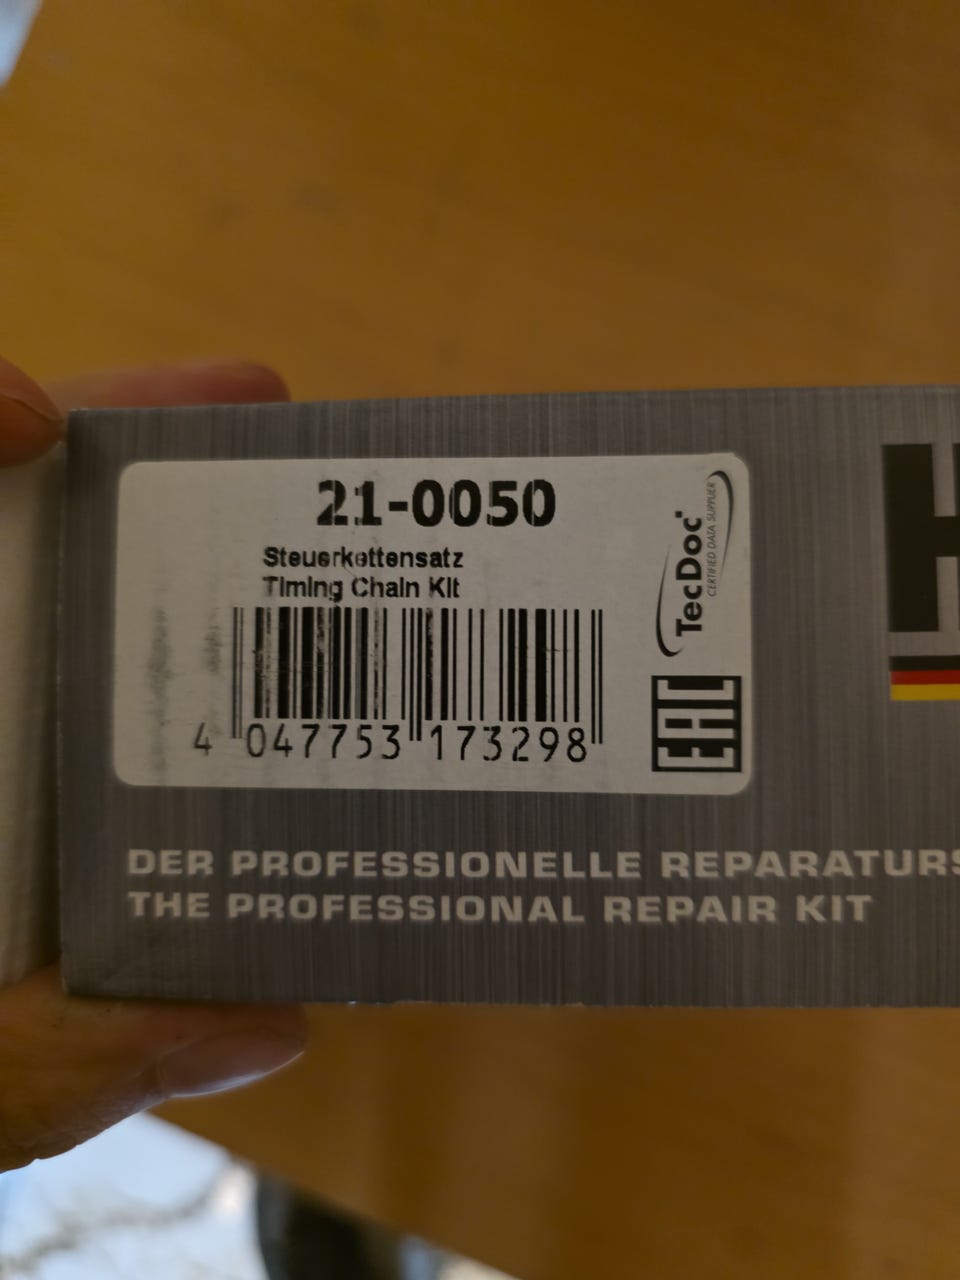 21-0050
Steuerkettensatz
Timing Chain Kit
4 047753 173298
TecDoc
CERTIFIED DATA SUPPLIER
EAC
H
DER PROFESSIONELLE REPARATURS
THE PROFESSIONAL REPAIR KIT